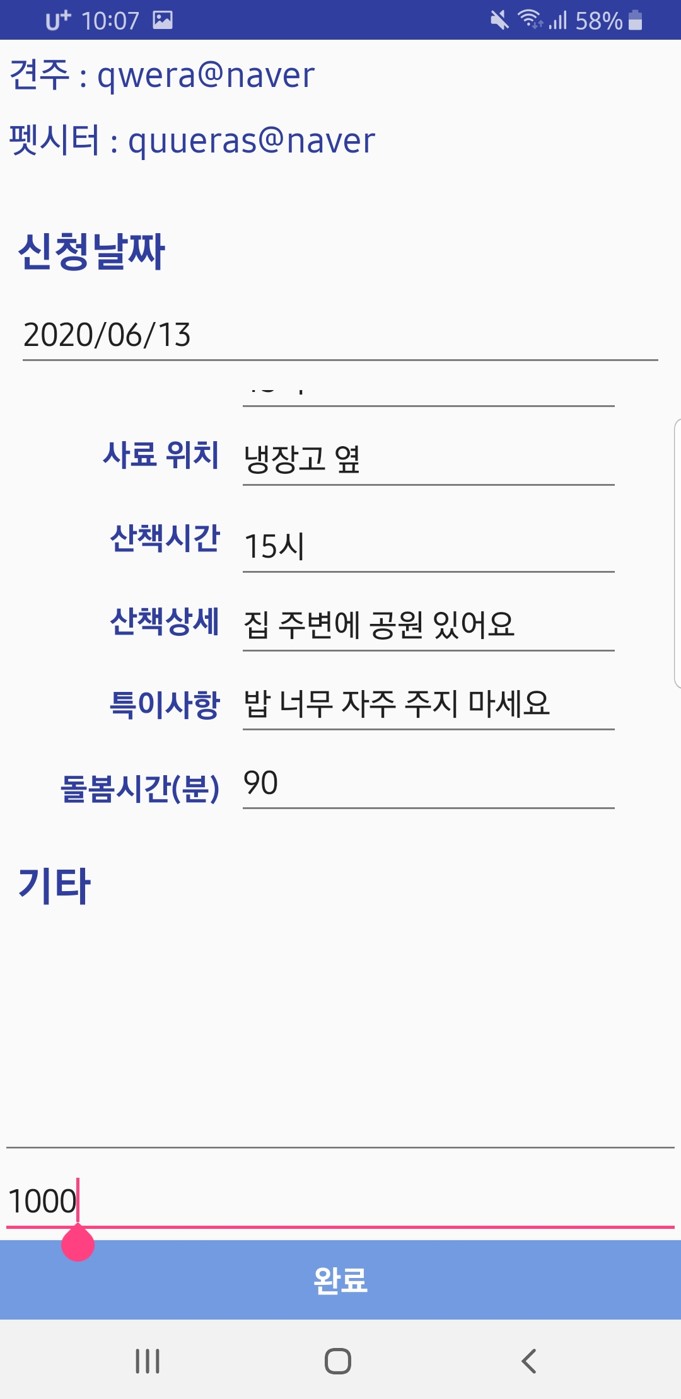 U+ 10:07 58%
견주 : qwera@naver
펫시터 : quueras@naver
신청날짜
2020/06/13
사료 위치 냉장고 옆
산책시간 15시
산책상세 집 주변에 공원 있어요
특이사항 밥 너무 자주 주지 마세요
돌봄시간(분) 90
기타
1000
완료